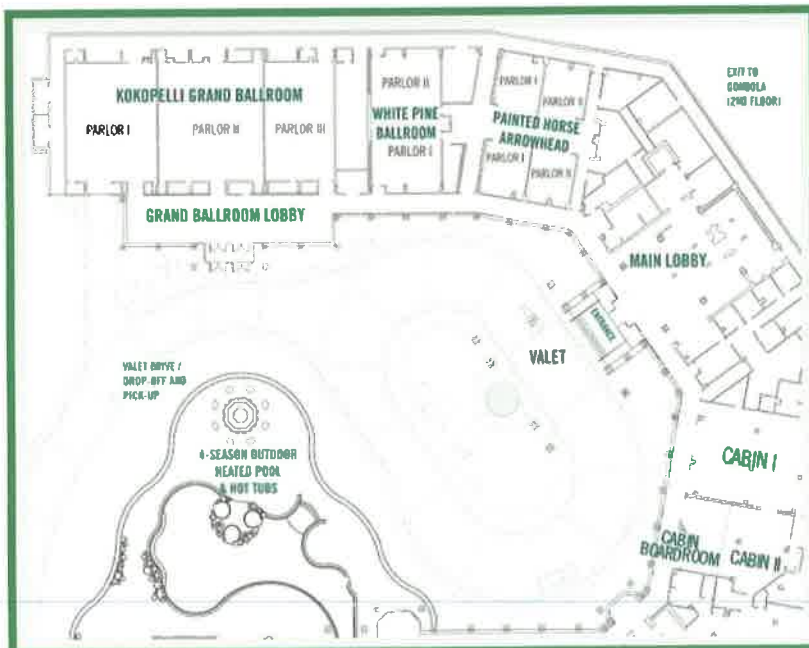 KOKOPELLI GRAND BALLROOM
PARLOR I
PARLOR II
PARLOR III
GRAND BALLROOM LOBBY
PARLOR II
WHITE PINE
BALLROOM
PARLOR I
PARLOR I
PARLOR II
PAINTED HORSE
ARROWHEAD
PARLOR I
PARLOR II
EXIT TO
GONDOLA
(2ND FLOOR)
MAIN LOBBY
ENTRANCE
VALET
VALET DRIVE /
DROP-OFF AND
PICK-UP
4-SEASON OUTDOOR
HEATED POOL
& HOT TUBS
CABIN I
CABIN
BOARDROOM
CABIN II